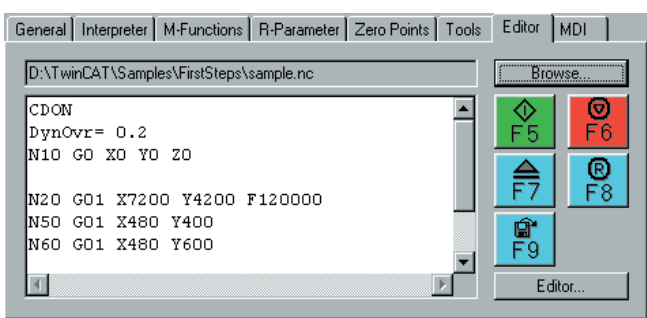 General Interpreter M-Functions R-Parameter Zero Points Tools Editor MDI
D:\TwinCAT\Samples\FirstSteps\sample.nc
Browse...
CDON
DynOvr= 0.2
N10 G0 X0 Y0 Z0
N20 G01 X7200 Y4200 F120000
N50 G01 X480 Y400
N60 G01 X480 Y600
F5
F6
F7
R
F8
F9
Editor...